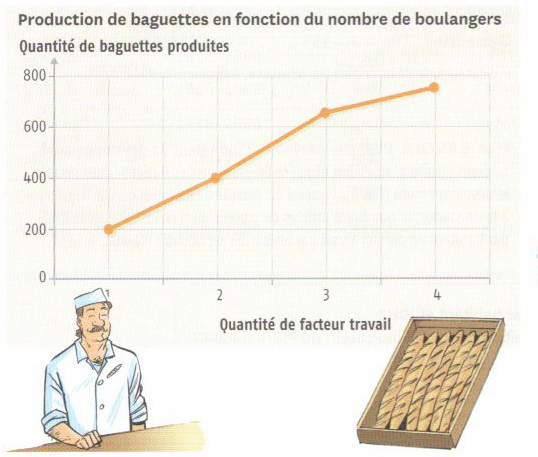 Production de baguettes en fonction du nombre de boulangers
Quantité de baguettes produites
800
600
400
200
0
1 2 3 4
Quantité de facteur travail